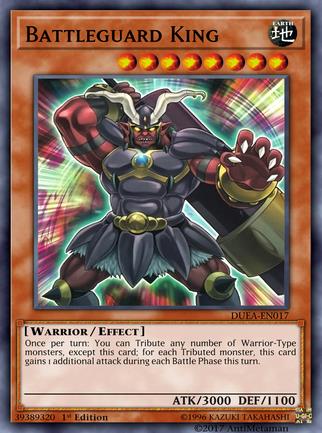 BATTLEGUARD KING
EARTH
地
DUEA-EN017
[WARRIOR / EFFECT]
Once per turn: You can Tribute any number of Warrior-Type
monsters, except this card; for each Tributed monster, this card
gains 1 additional attack during each Battle Phase this turn.
ATK/3000 DEF/1100
39389320 1st Edition ©1996 KAZUKI TAKAHASHI
©2017 AntiMetaman